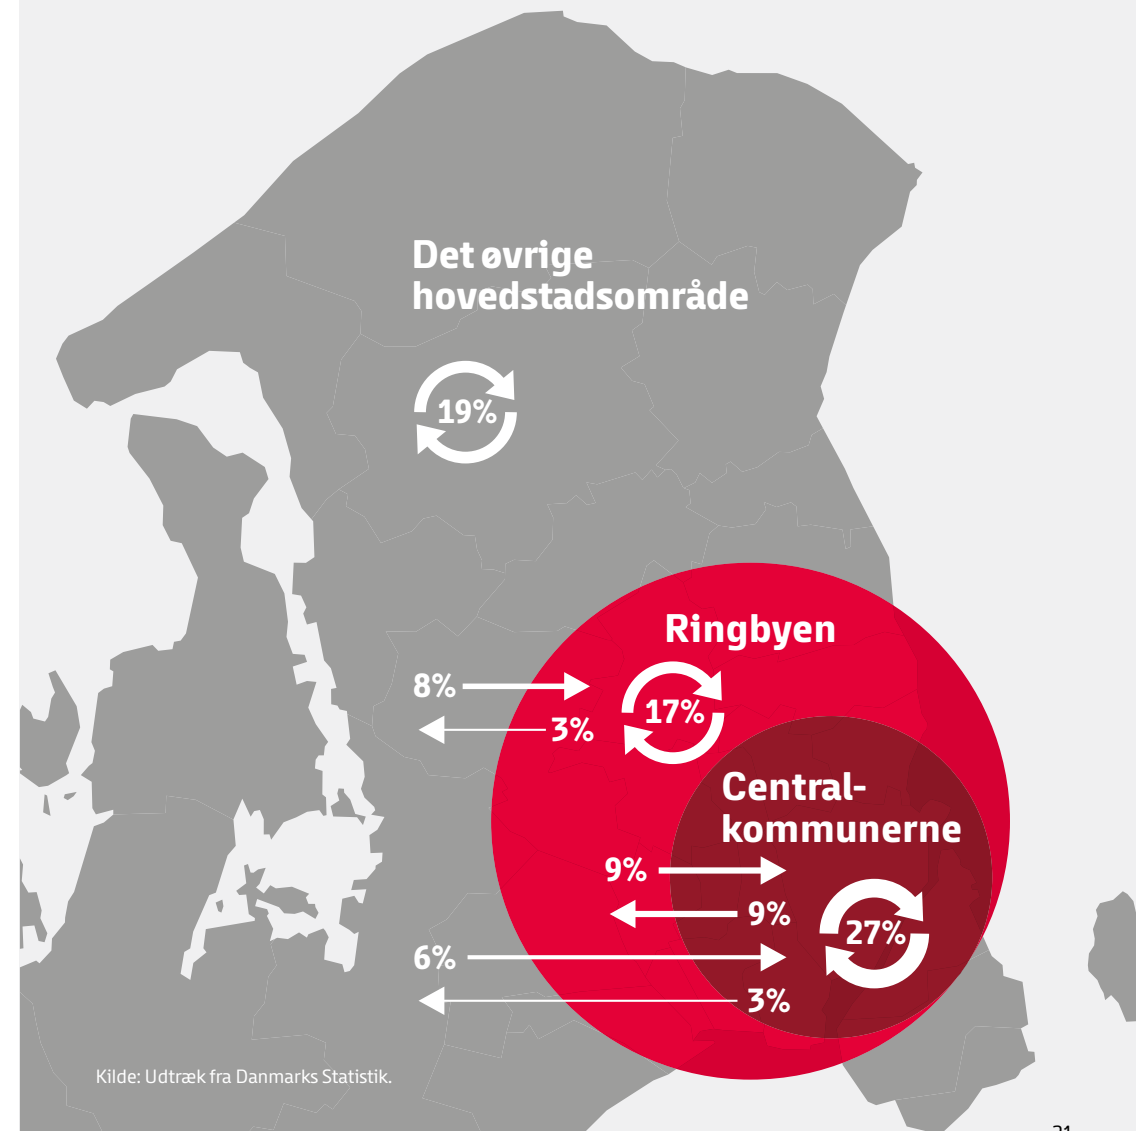 Det øvrige
hovedstadsområde
19%
Ringbyen
8%
17%
3%
Central-
kommunerne
9%
9%
27%
6%
3%
Kilde: Udtræk fra Danmarks Statistik.